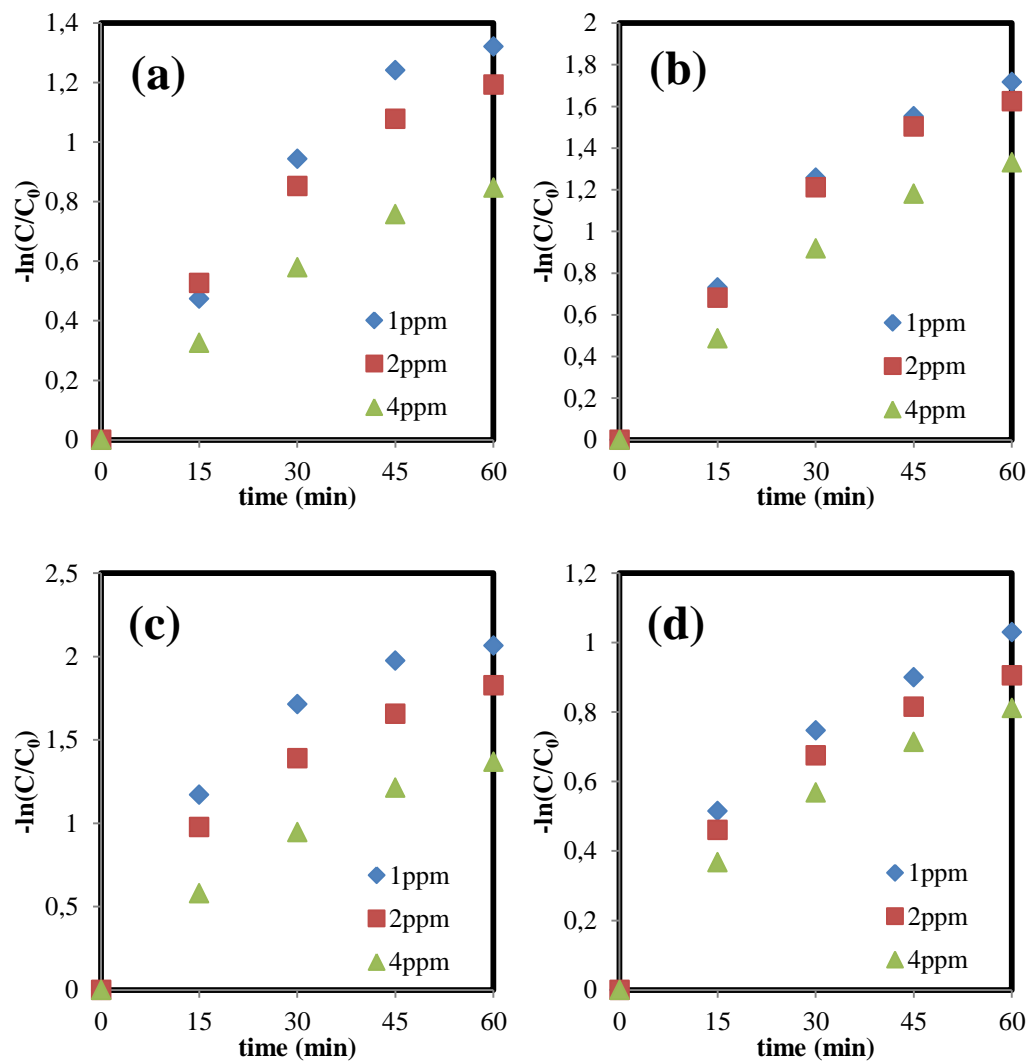 (a)
-ln(C/C0)
1,4
1,2
1
0,8
0,6
0,4
0,2
0
0 15 30 45 60
time (min)
1ppm
2ppm
4ppm
(b)
-ln(C/C0)
2
1,8
1,6
1,4
1,2
1
0,8
0,6
0,4
0,2
0
0 15 30 45 60
time (min)
1ppm
2ppm
4ppm
(c)
-ln(C/C0)
2,5
2
1,5
1
0,5
0
0 15 30 45 60
time (min)
1ppm
2ppm
4ppm
(d)
-ln(C/C0)
1,2
1
0,8
0,6
0,4
0,2
0
0 15 30 45 60
time (min)
1ppm
2ppm
4ppm